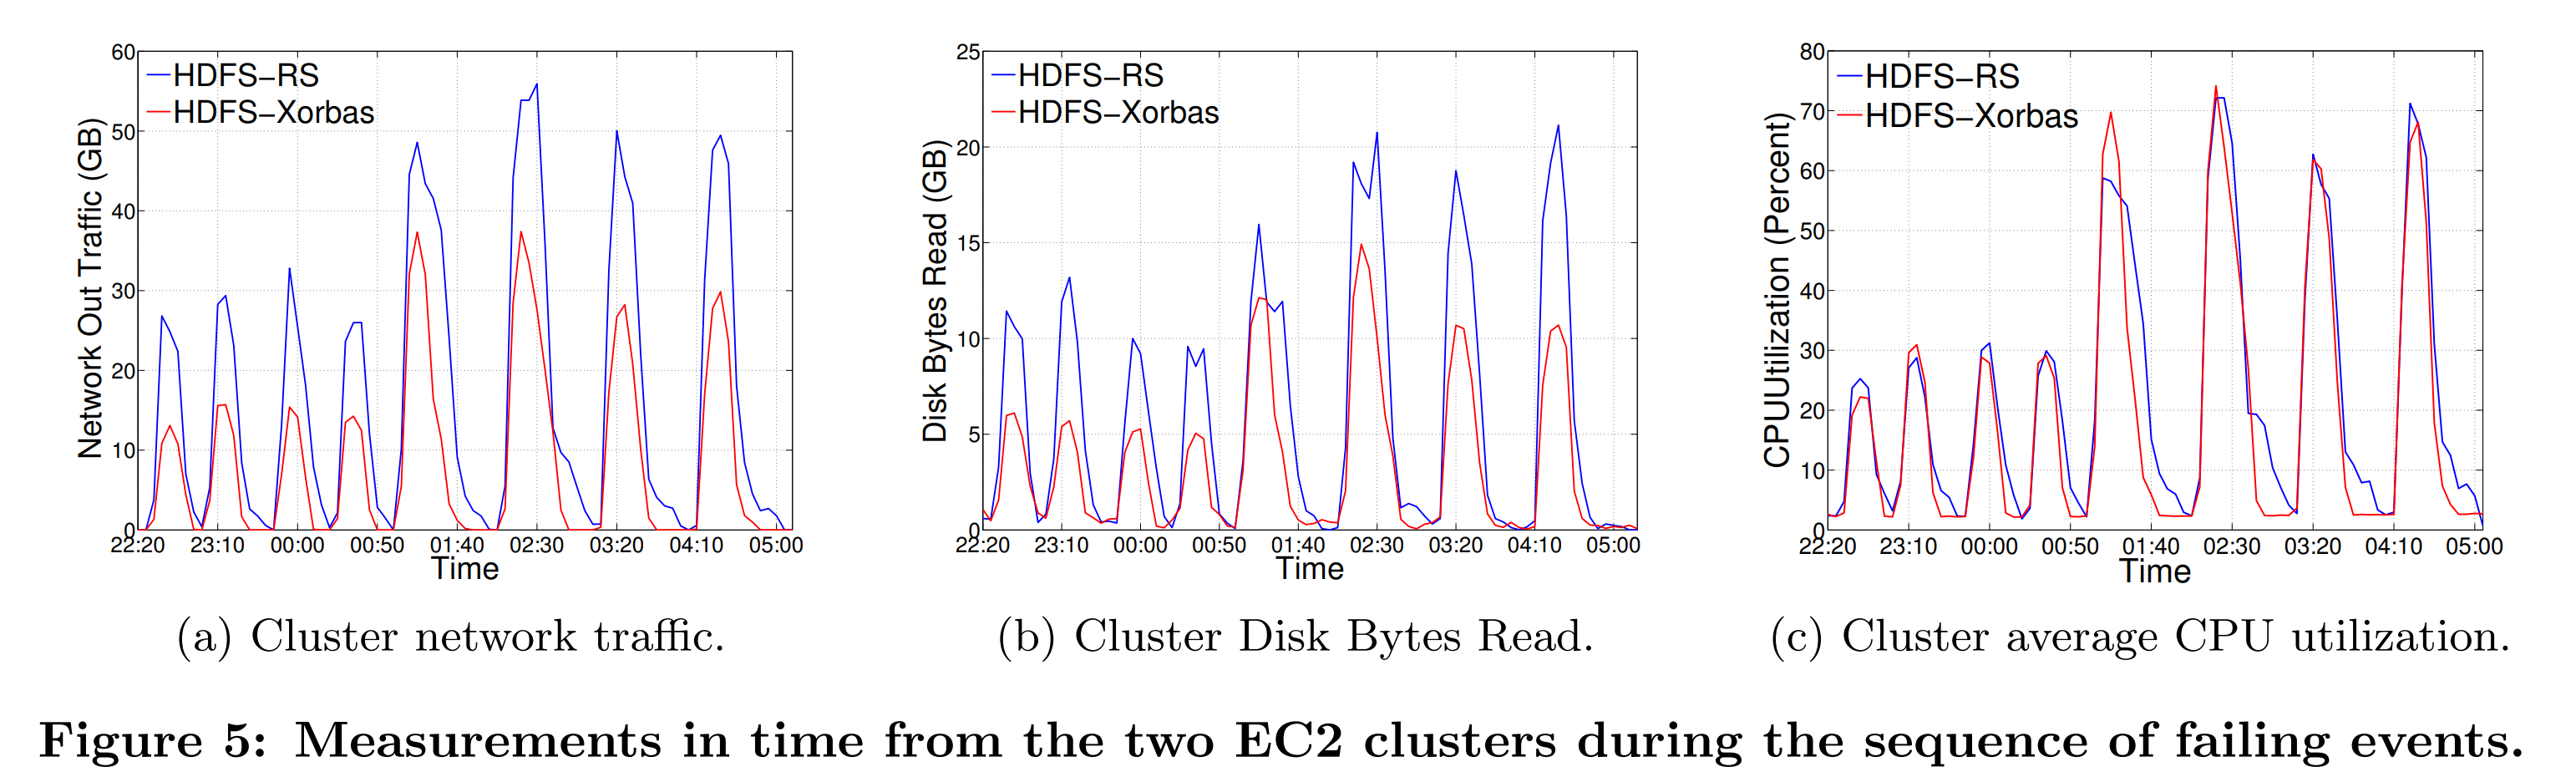 60
50
40
30
20
10
0
Network Out Traffic (GB)
HDFS−RS
HDFS−Xorbas
22:20 23:10 00:00 00:50 01:40 02:30 03:20 04:10 05:00
Time
(a) Cluster network traffic.
25
20
15
10
5
0
Disk Bytes Read (GB)
HDFS−RS
HDFS−Xorbas
22:20 23:10 00:00 00:50 01:40 02:30 03:20 04:10 05:00
Time
(b) Cluster Disk Bytes Read.
80
70
60
50
40
30
20
10
0
CPUUtilization (Percent)
HDFS−RS
HDFS−Xorbas
22:20 23:10 00:00 00:50 01:40 02:30 03:20 04:10 05:00
Time
(c) Cluster average CPU utilization.
Figure 5: Measurements in time from the two EC2 clusters during the sequence of failing events.